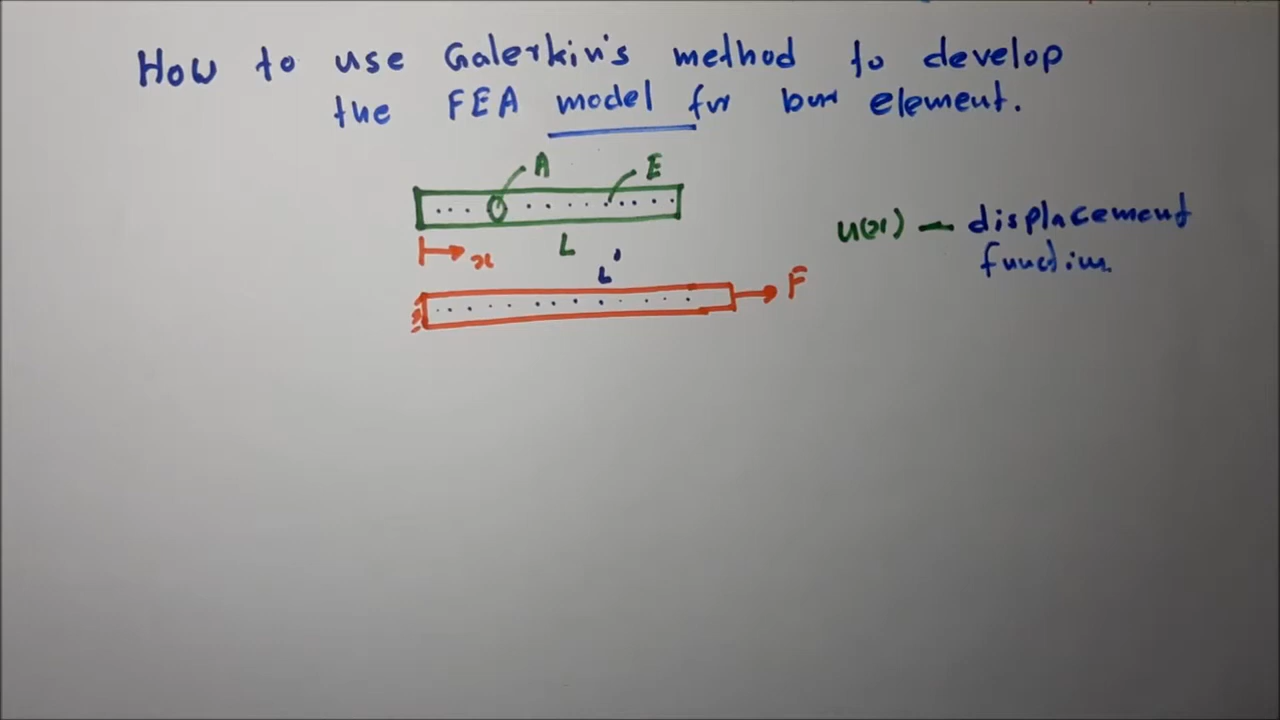 How to use Galerkin's method to develop
the FEA model for bar element.
A
E
L
x
L'
F
u(x) — displacement
function